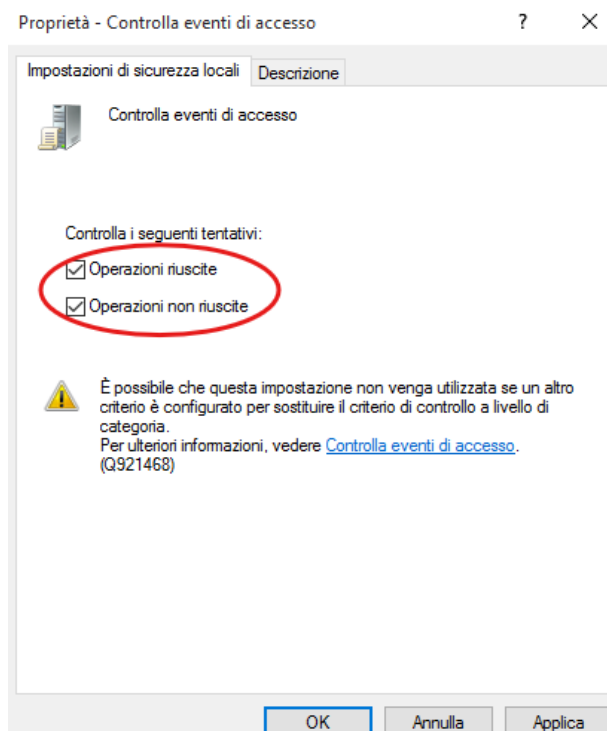 Proprietà - Controlla eventi di accesso
?
Impostazioni di sicurezza locali
Descrizione
Controlla eventi di accesso
Controlla i seguenti tentativi:
Operazioni riuscite
Operazioni non riuscite
È possibile che questa impostazione non venga utilizzata se un altro
criterio è configurato per sostituire il criterio di controllo a livello di
categoria.
Per ulteriori informazioni, vedere Controlla eventi di accesso.
(Q921468)
OK
Annulla
Applica